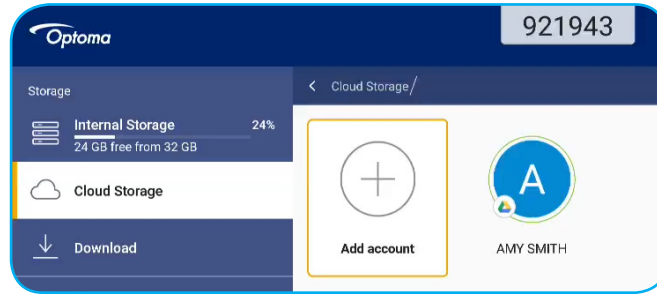 Optoma
921943
Storage
Cloud Storage/
Internal Storage 24%
24 GB free from 32 GB
Cloud Storage
Download
Add account
A
AMY SMITH